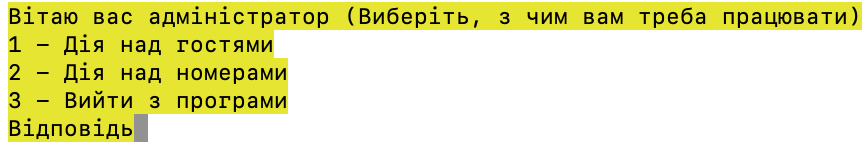 Вітаю вас адміністратор (Виберіть, з чим вам треба працювати)
1 – Дія над гостями
2 – Дія над номерами
3 – Вийти з програми
Відповідь